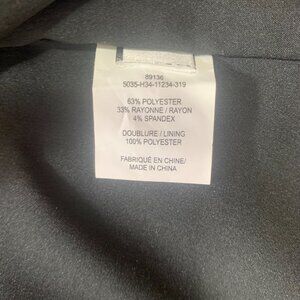 89136
5035-H34-11234-319
63% POLYESTER
33% RAYONNE / RAYON
4% SPANDEX
DOUBLURE / LINING
100% POLYESTER
FABRIQUÉ EN CHINE/
MADE IN CHINA